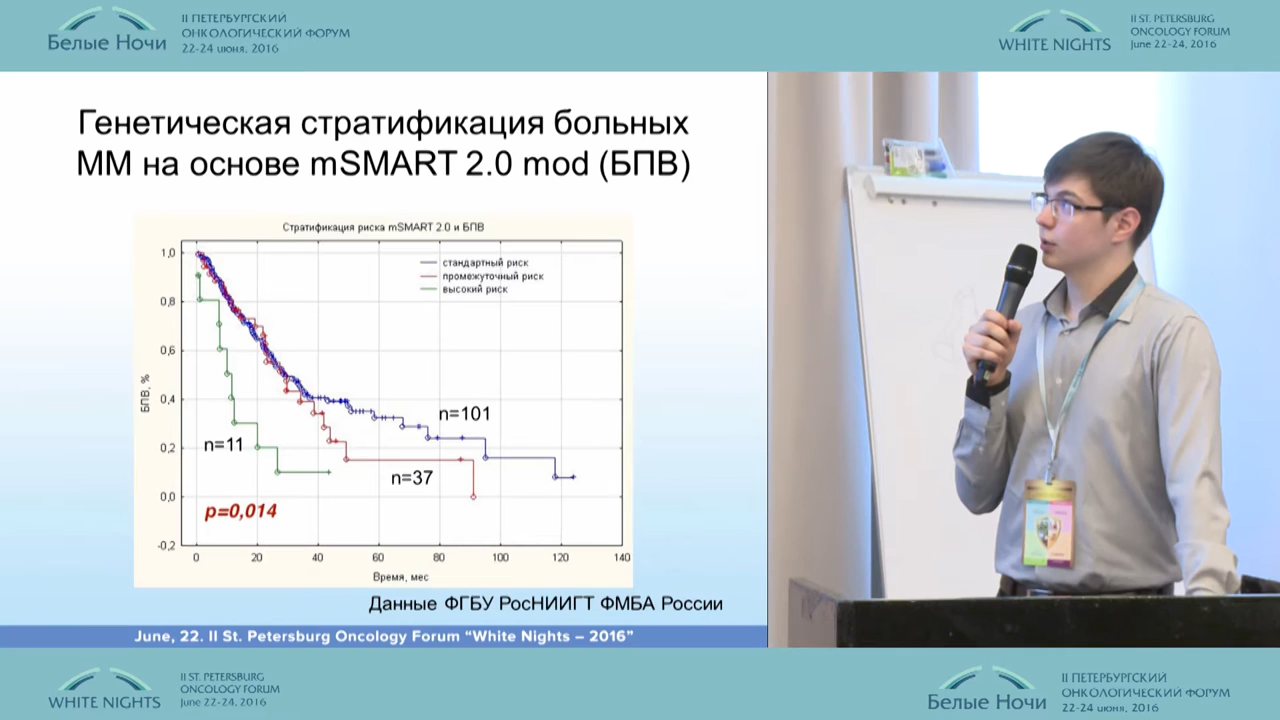 Белые Ночи
II ПЕТЕРБУРГСКИЙ
ОНКОЛОГИЧЕСКИЙ ФОРУМ
22-24 июня, 2016
WHITE NIGHTS
II ST. PETERSBURG
ONCOLOGY FORUM
June 22-24, 2016
Генетическая стратификация больных
ММ на основе mSMART 2.0 mod (БПВ)
Стратификация риска mSMART 2.0 и БПВ
стандартный риск
промежуточный риск
высокий риск
БПВ, %
1,0
0,8
0,6
0,4
0,2
0,0
-0,2
n=101
n=11
n=37
p=0,014
0 20 40 60 80 100 120 140
Время, мес
Данные ФГБУ РосНИИГТ ФМБА России
June, 22. II St. Petersburg Oncology Forum “White Nights – 2016”
WHITE NIGHTS
II ST. PETERSBURG
ONCOLOGY FORUM
June 22-24, 2016
Белые Ночи
II ПЕТЕРБУРГСКИЙ
ОНКОЛОГИЧЕСКИЙ ФОРУМ
22-24 июня, 2016